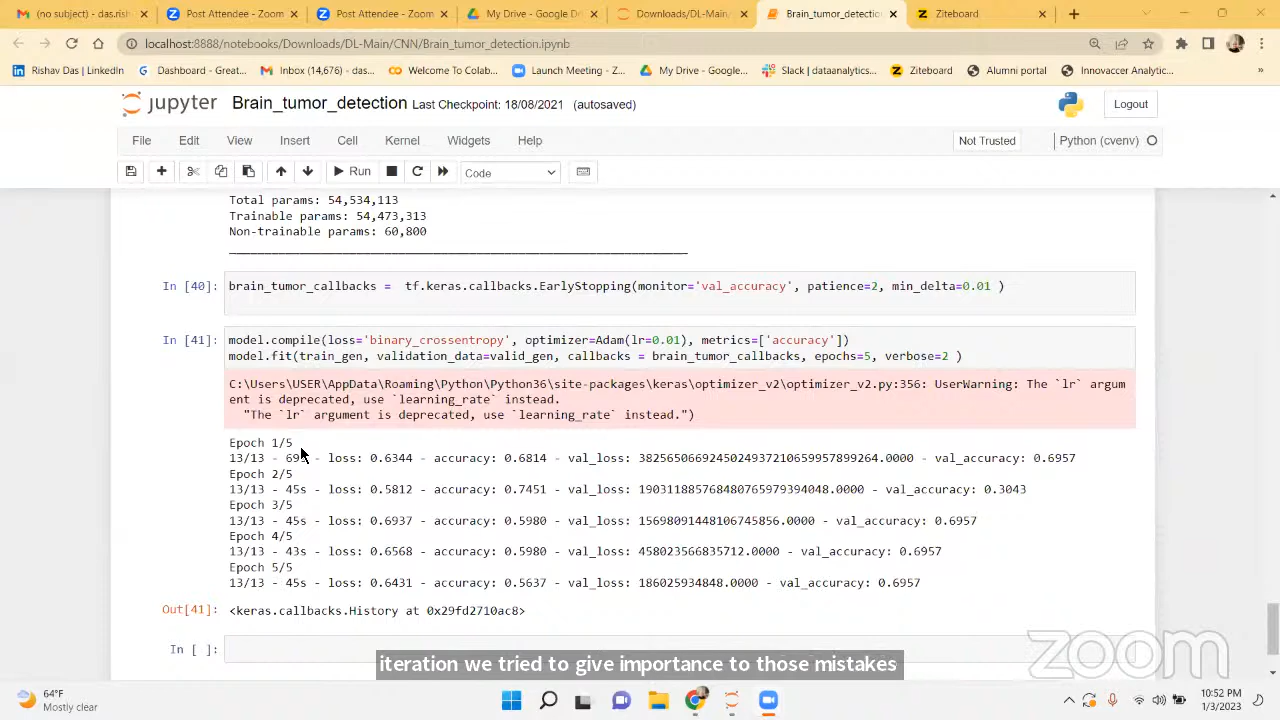 (no subject) - das.rish
Post Attendee - Zoom
Post Attendee - Zoom
My Drive - Google D
Downloads/DL-Main/
Brain_tumor_detectio
Ziteboard
localhost:8888/notebooks/Downloads/DL-Main/CNN/Brain_tumor_detection.ipynb
Rishav Das | LinkedIn
Dashboard - Great...
Inbox (14,676) - das...
Welcome To Colab...
Launch Meeting - Z...
My Drive - Google...
Slack | dataanalytics...
Ziteboard
Alumni portal
Innovaccer Analytic...
»
jupyter
Brain_tumor_detection Last Checkpoint: 18/08/2021 (autosaved)
Logout
File Edit View Insert Cell Kernel Widgets Help
Not Trusted
Python (cvenv)
Run
Code
Total params: 54,534,113
Trainable params: 54,473,313
Non-trainable params: 60,800
In [40]: brain_tumor_callbacks =  tf.keras.callbacks.EarlyStopping(monitor='val_accuracy', patience=2, min_delta=0.01 )
In [41]: model.compile(loss='binary_crossentropy', optimizer=Adam(lr=0.01), metrics=['accuracy'])
model.fit(train_gen, validation_data=valid_gen, callbacks = brain_tumor_callbacks, epochs=5, verbose=2 )
C:\Users\USER\AppData\Roaming\Python\Python36\site-packages\keras\optimizer_v2\optimizer_v2.py:356: UserWarning: The `lr` argum
ent is deprecated, use `learning_rate` instead.
"The `lr` argument is deprecated, use `learning_rate` instead.")
Epoch 1/5
13/13 - 69s - loss: 0.6344 - accuracy: 0.6814 - val_loss: 38256506692450249372106599578992​64.0000 - val_accuracy: 0.6957
Epoch 2/5
13/13 - 45s - loss: 0.5812 - accuracy: 0.7451 - val_loss: 190311885768480765979394048.0000 - val_accuracy: 0.3043
Epoch 3/5
13/13 - 45s - loss: 0.6937 - accuracy: 0.5980 - val_loss: 15698091448106745856.0000 - val_accuracy: 0.6957
Epoch 4/5
13/13 - 43s - loss: 0.6568 - accuracy: 0.5980 - val_loss: 458023566835712.0000 - val_accuracy: 0.6957
Epoch 5/5
13/13 - 45s - loss: 0.6431 - accuracy: 0.5637 - val_loss: 186025934848.0000 - val_accuracy: 0.6957
Out[41]: <keras.callbacks.History at 0x29fd2710ac8>
In [ ]:
iteration we tried to give importance to those mistakes
zoom
64°F
Mostly clear
10:52 PM
1/3/2023